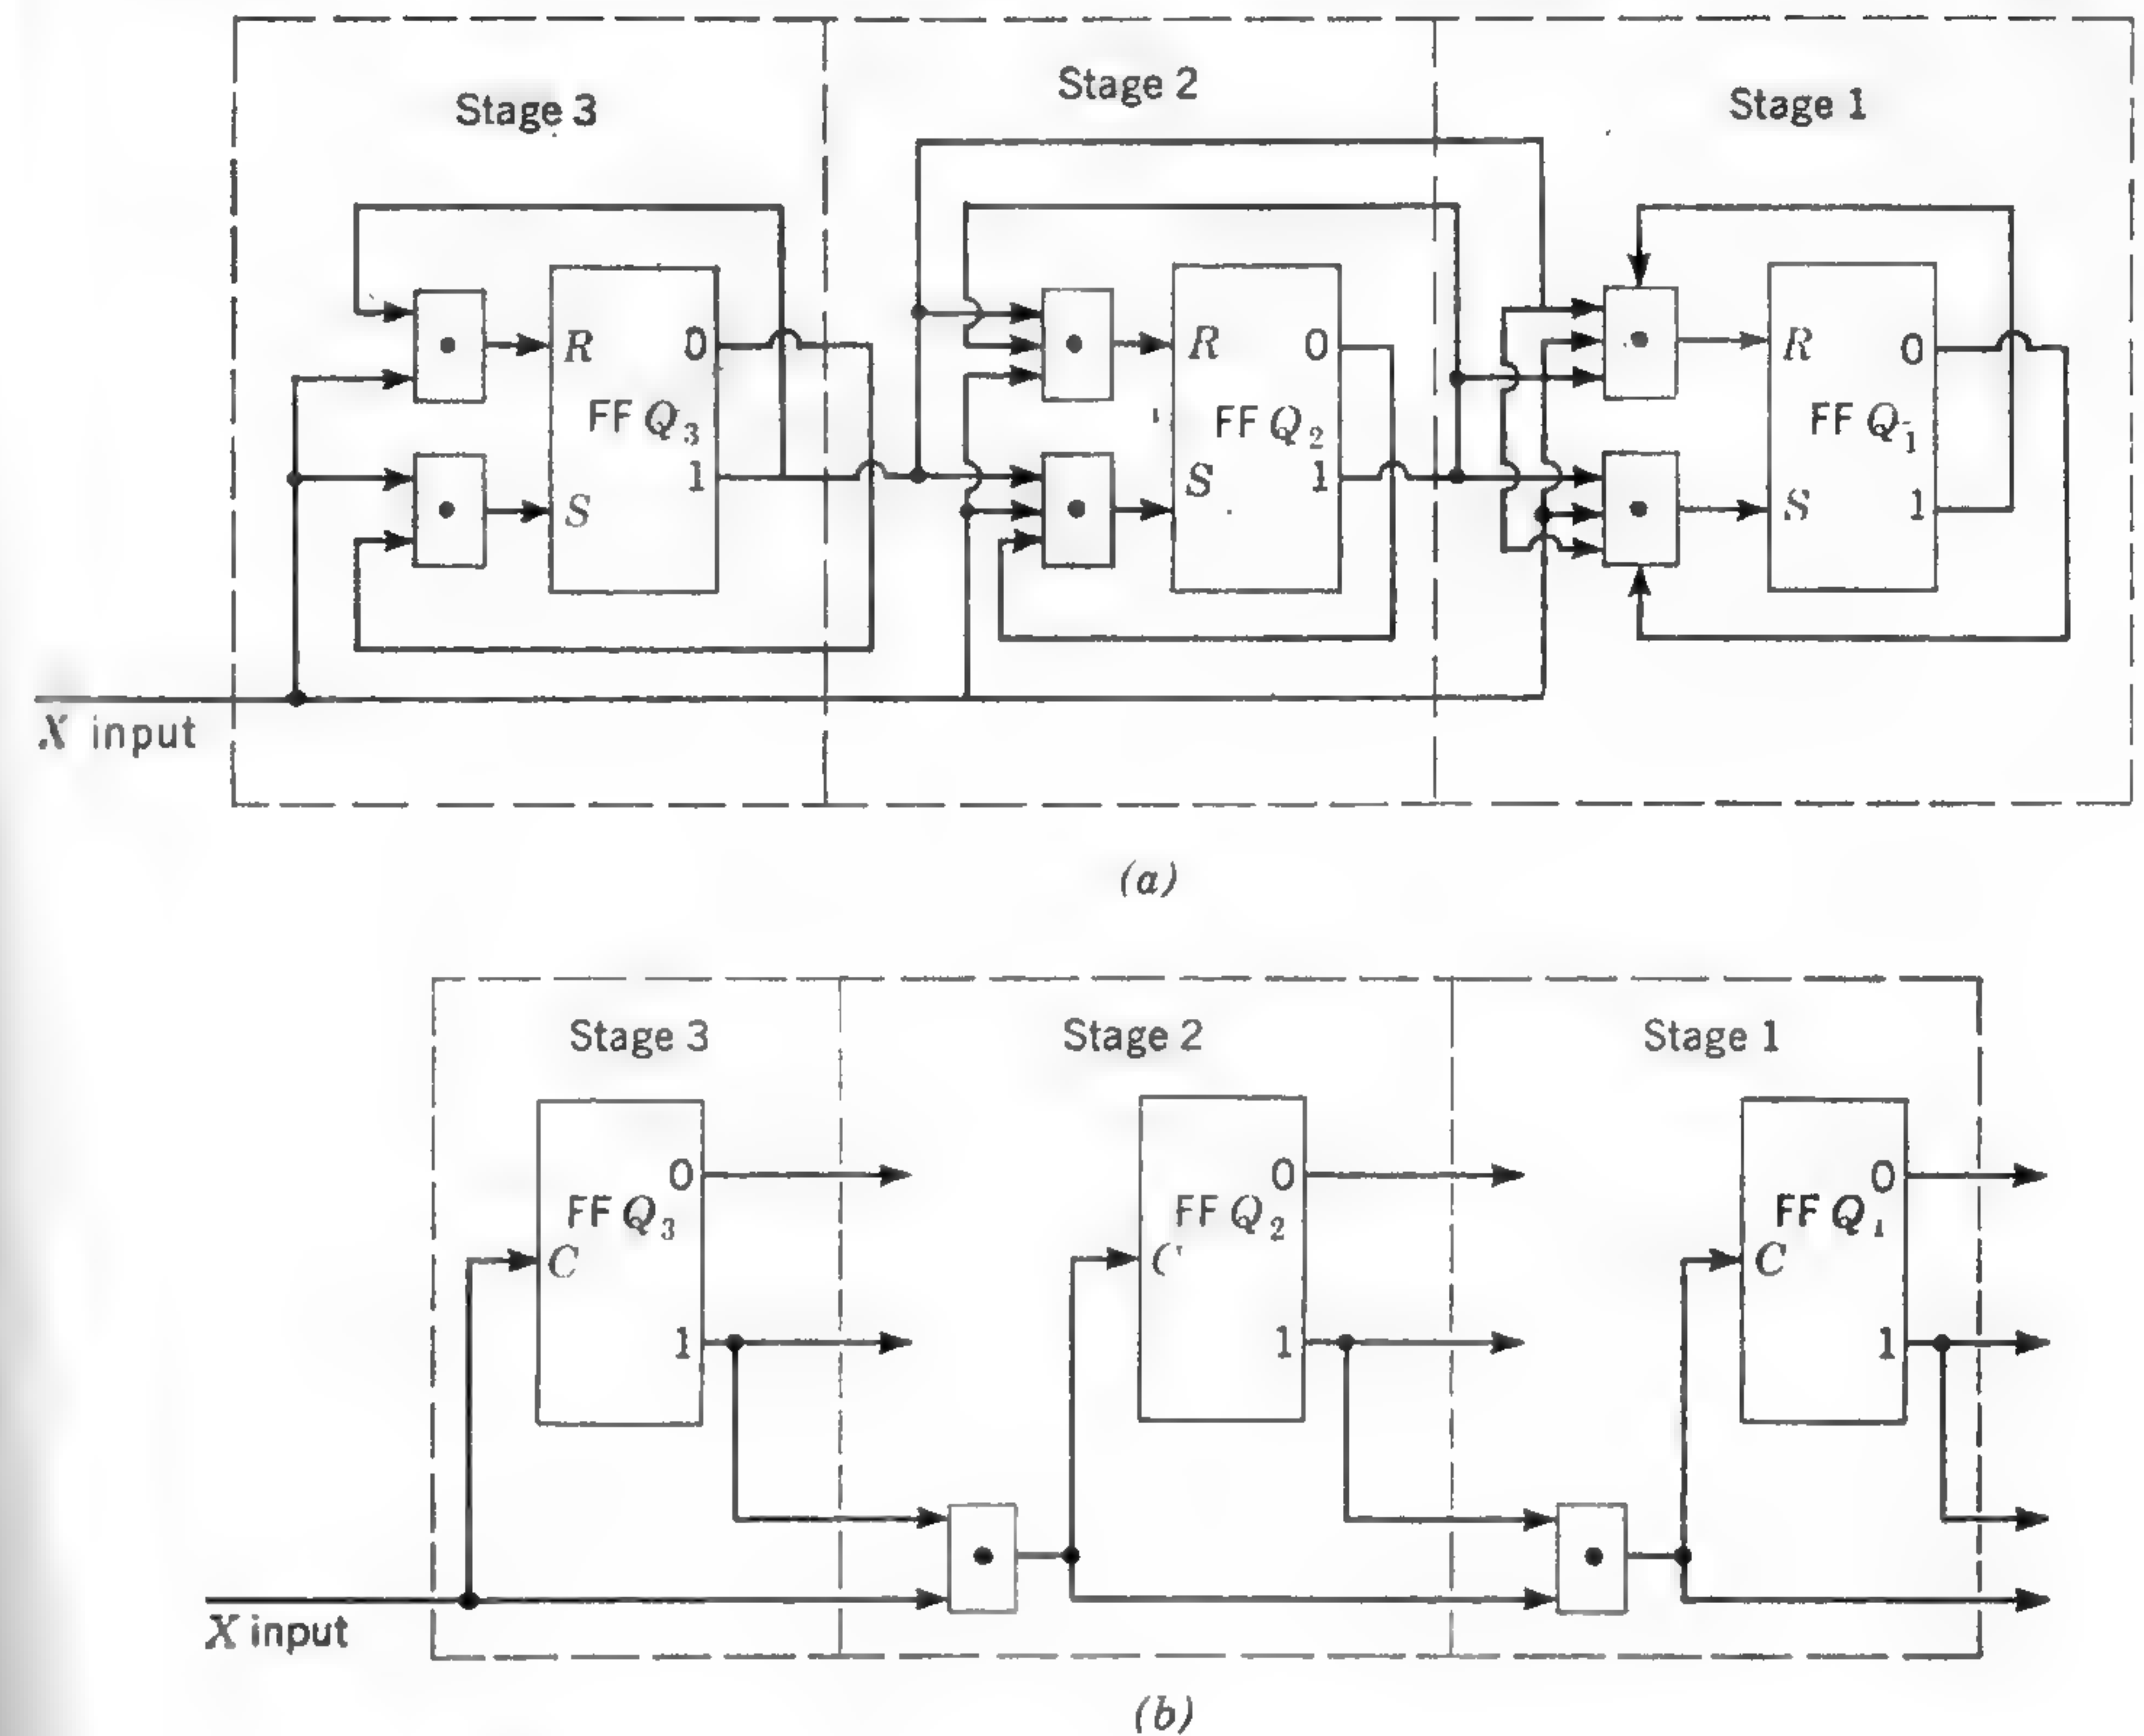 Stage 3
Stage 2
Stage 1
R
0
FF Q3
1
S
R
0
FF Q2
S
1
R
0
FF Q1
S
1
X input
(a)
Stage 3
Stage 2
Stage 1
0
FF Q3
C
1
0
FF Q2
C
1
0
FF Q1
C
1
X input
(b)